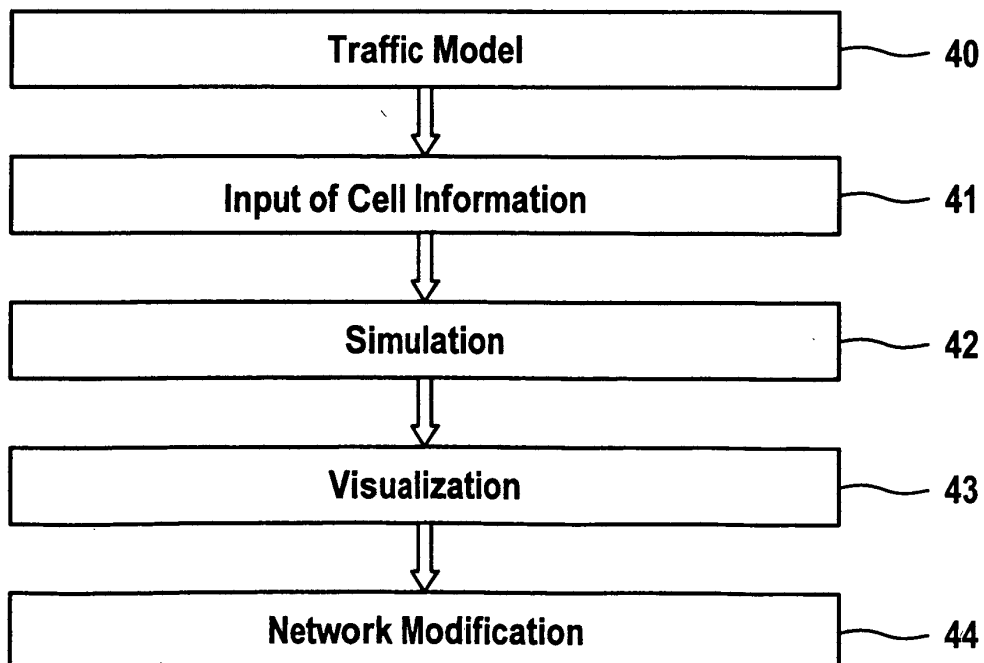 Traffic Model 40
Input of Cell Information 41
Simulation 42
Visualization 43
Network Modification 44